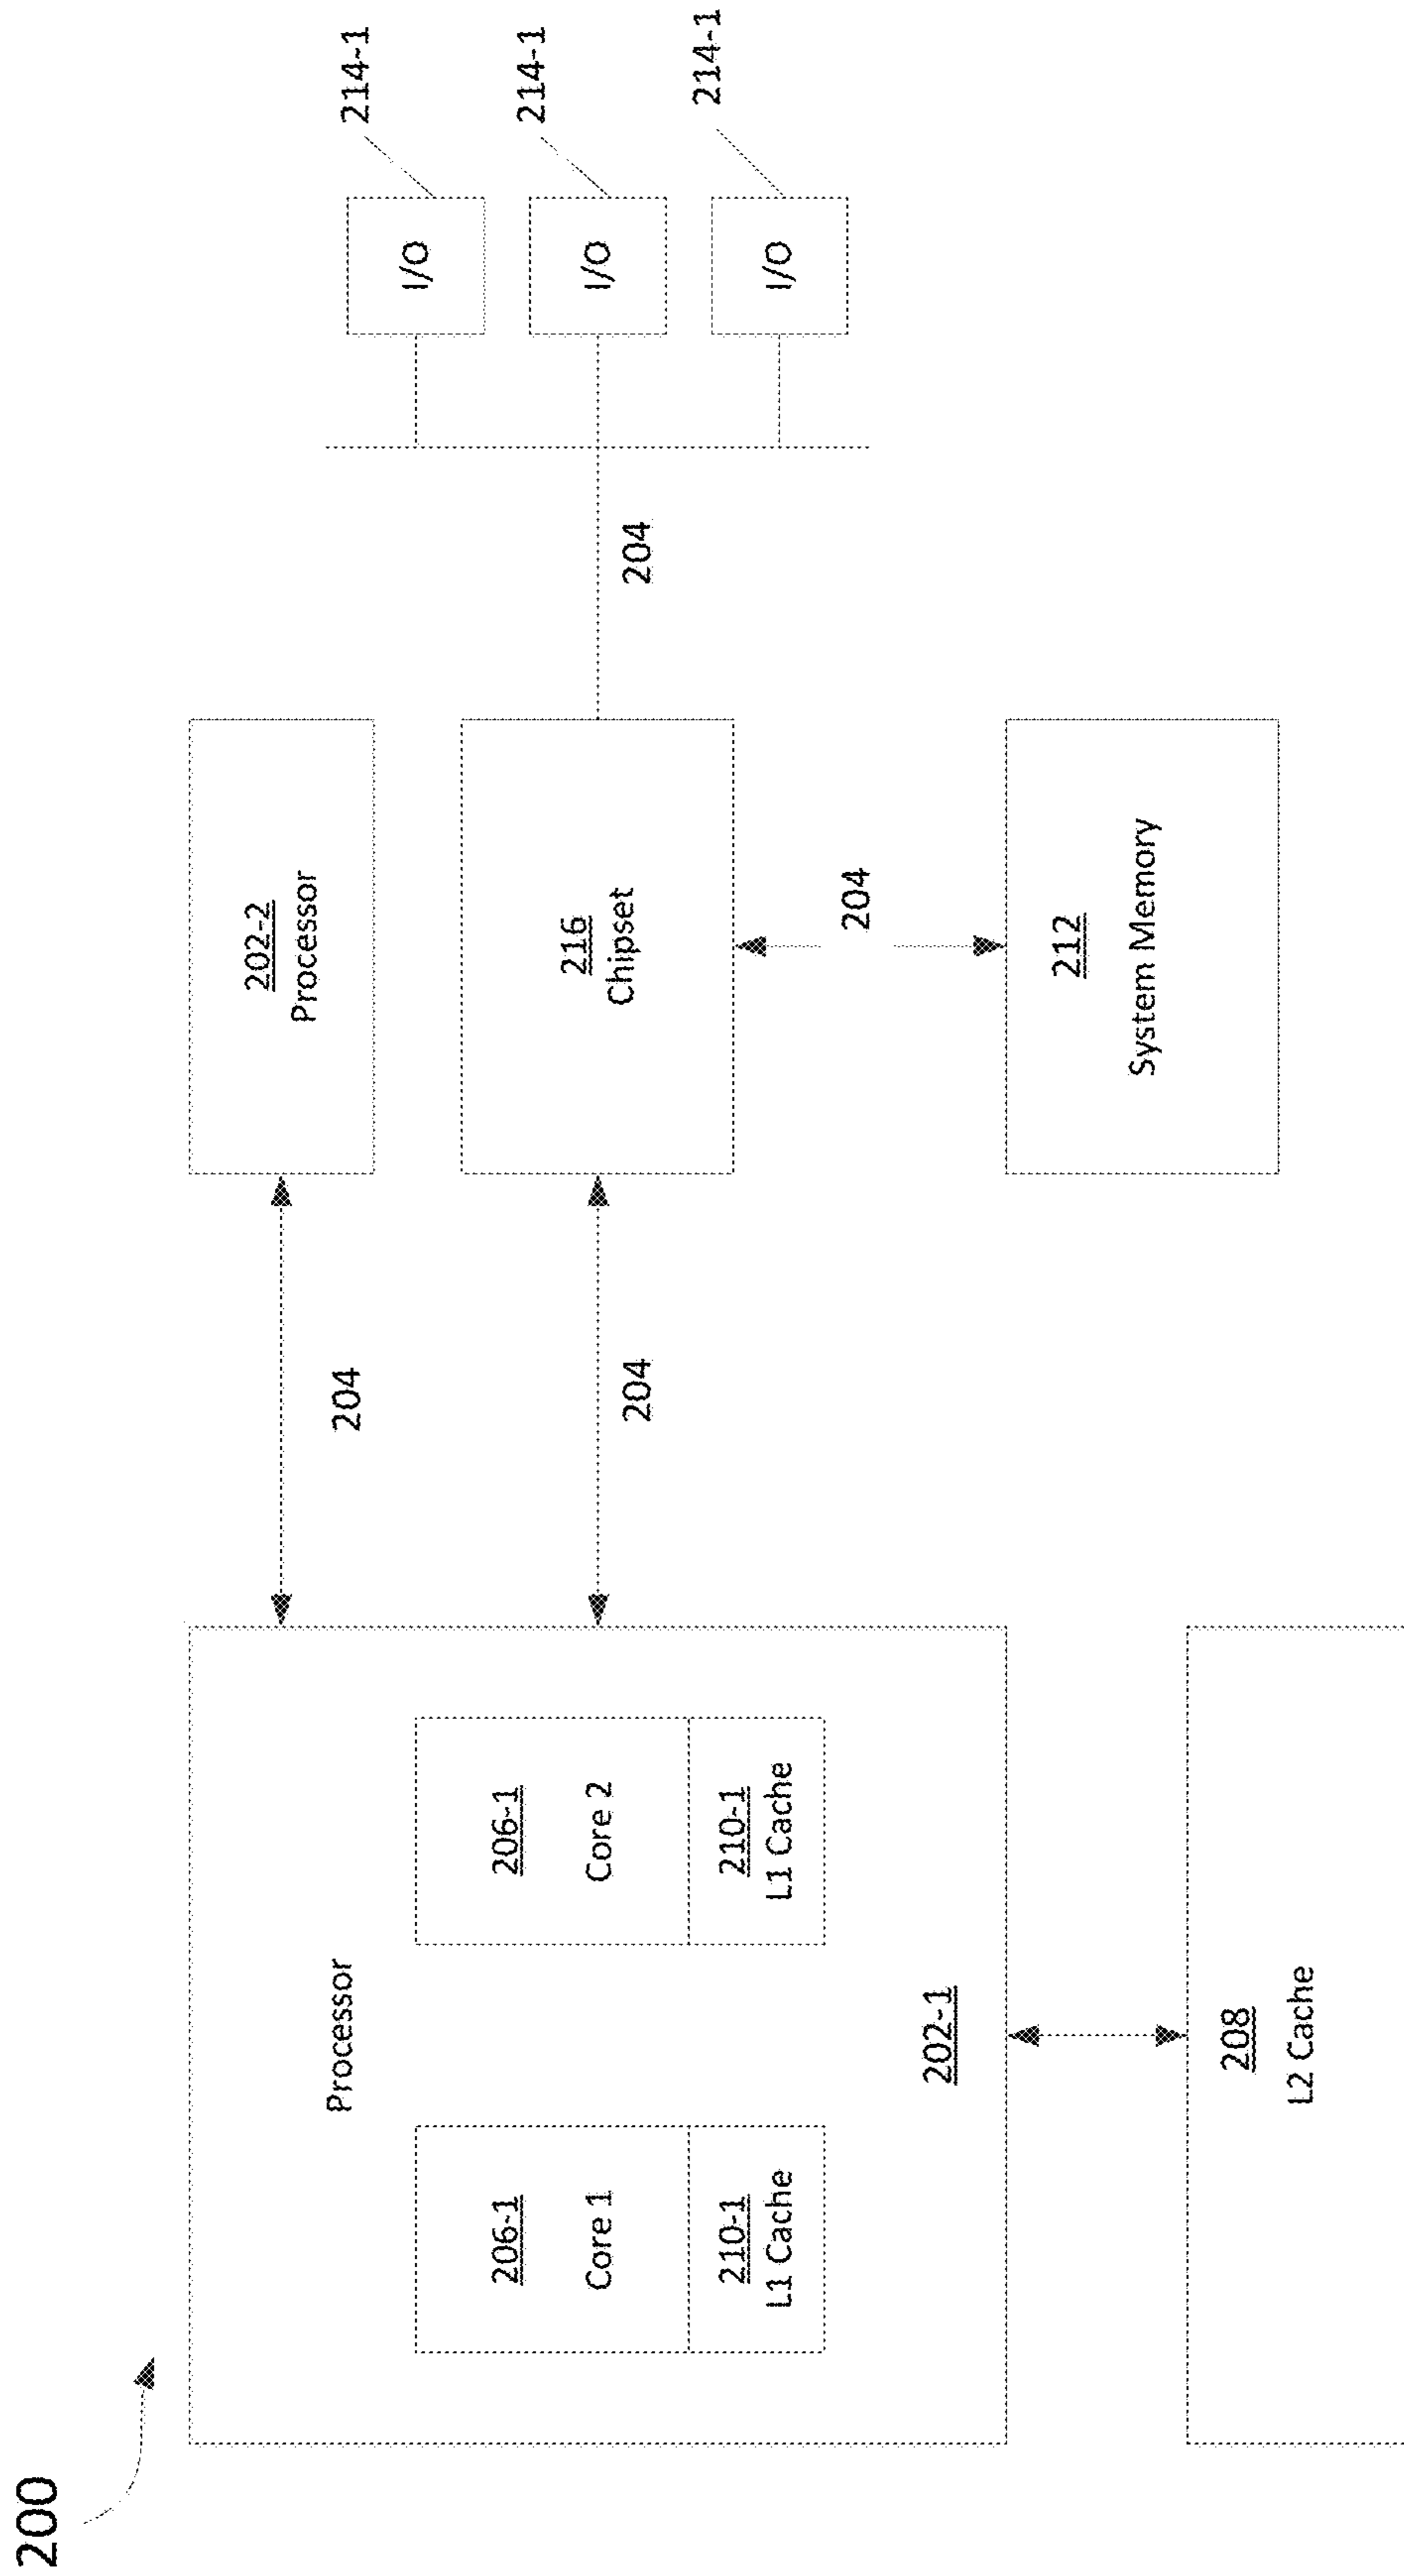 200
Processor
206-1
Core 1
210-1
L1 Cache
206-1
Core 2
210-1
L1 Cache
202-1
208
L2 Cache
204
204
202-2
Processor
216
Chipset
204
212
System Memory
204
I/O
214-1
I/O
214-1
I/O
214-1